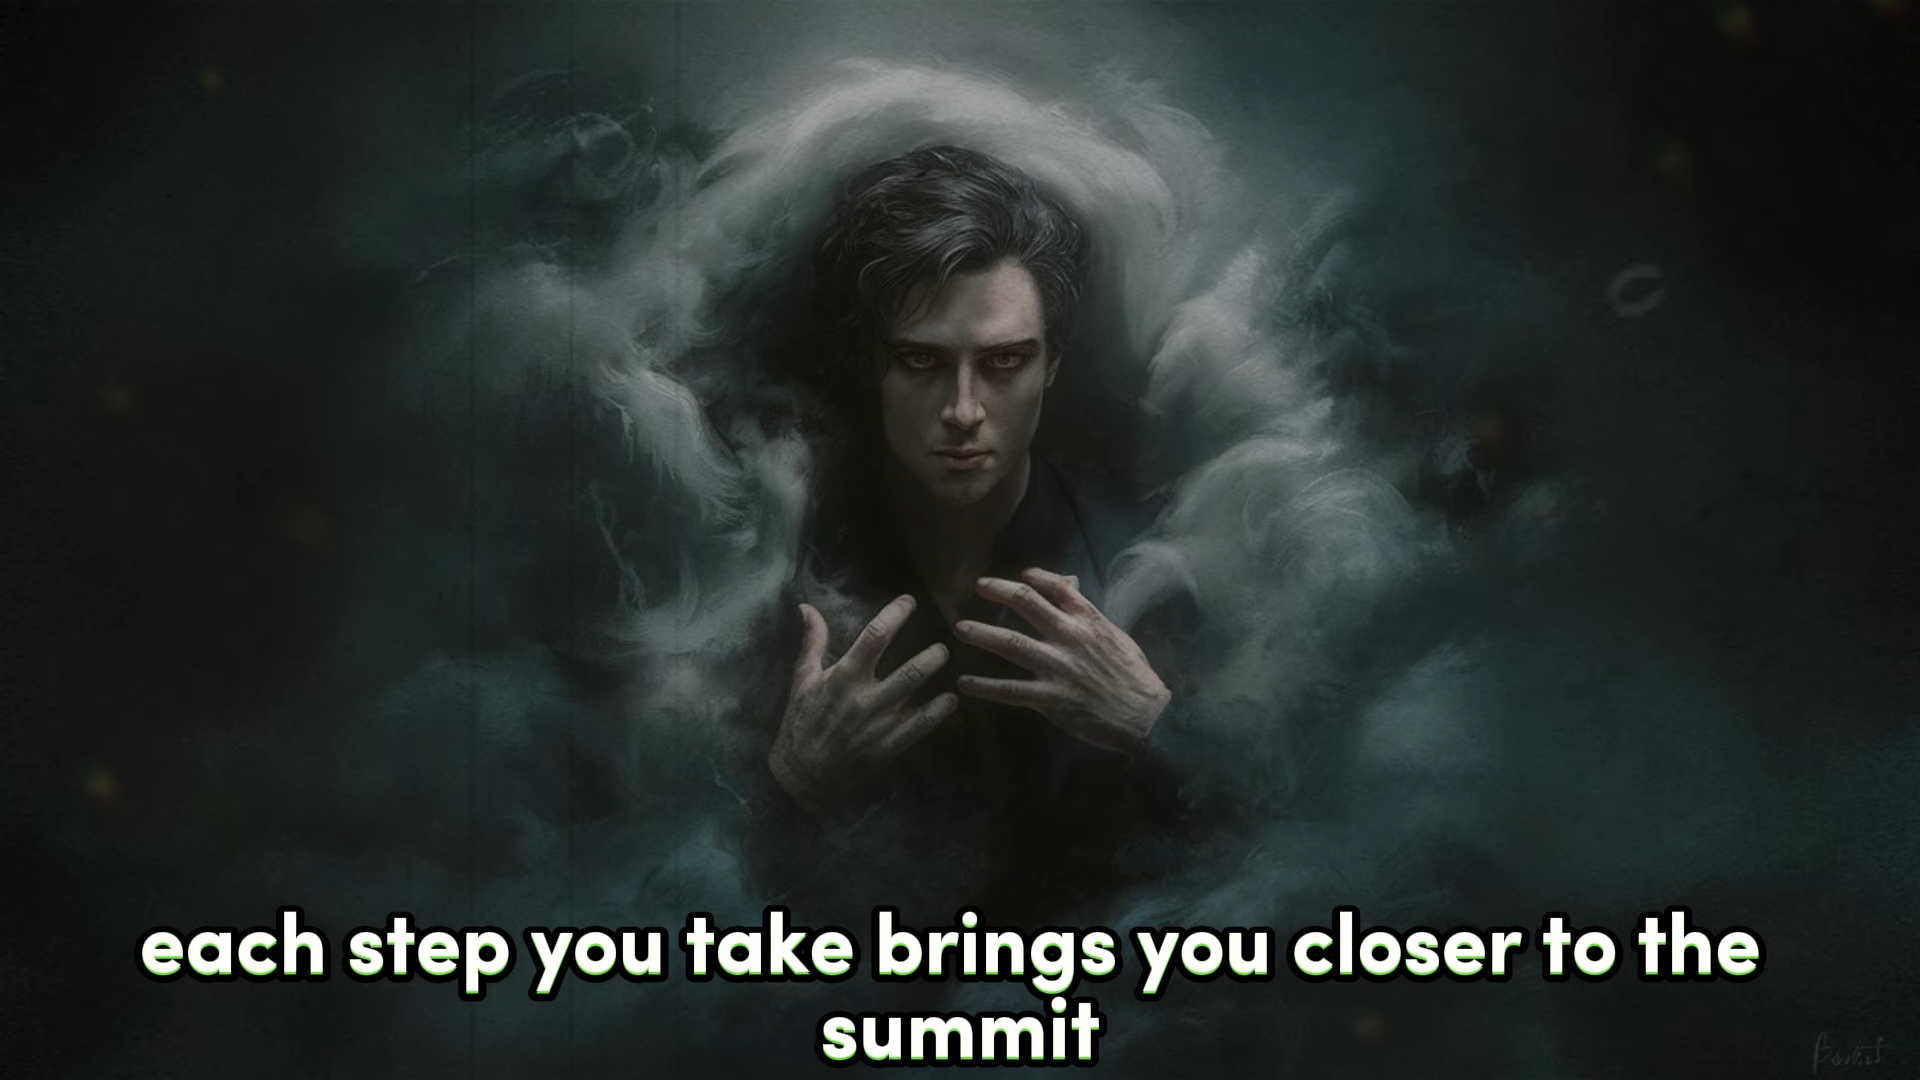 each step you take brings you closer to the
summit